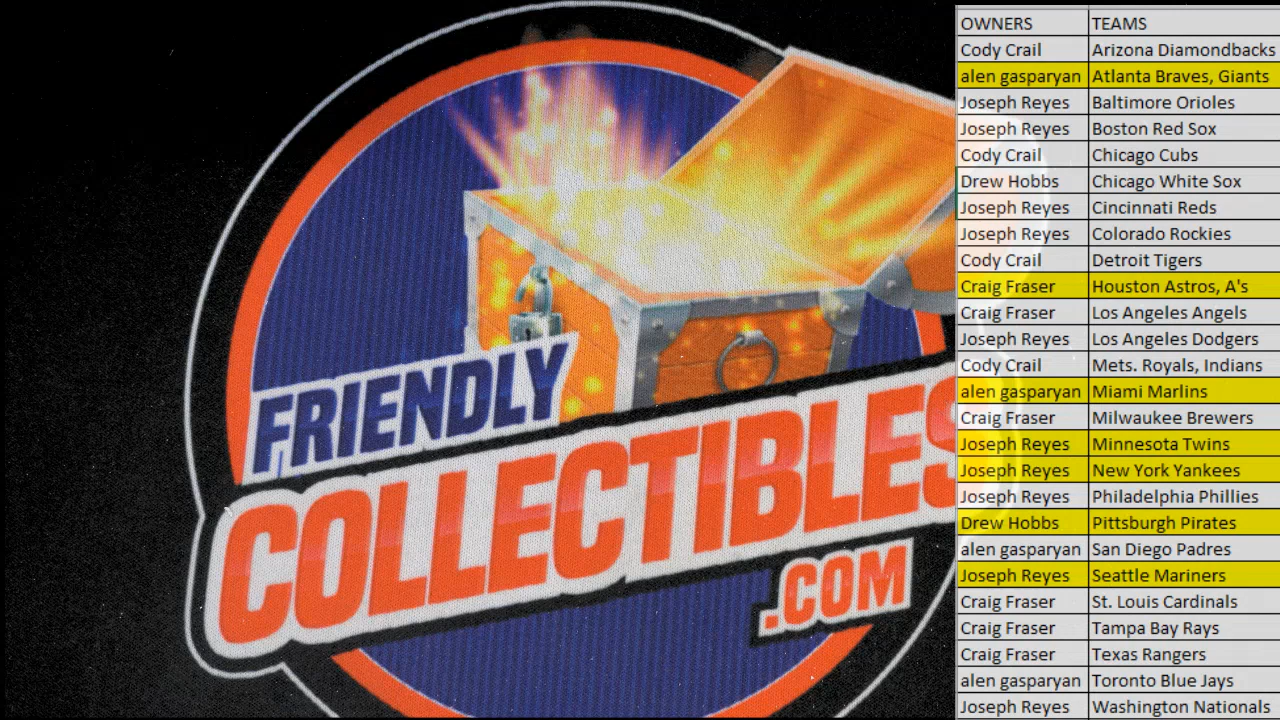 FRIENDLY
COLLECTIBLES
.COM
OWNERS TEAMS
Cody Crail Arizona Diamondbacks
alen gasparyan Atlanta Braves, Giants
Joseph Reyes Baltimore Orioles
Joseph Reyes Boston Red Sox
Cody Crail Chicago Cubs
Drew Hobbs Chicago White Sox
Joseph Reyes Cincinnati Reds
Joseph Reyes Colorado Rockies
Cody Crail Detroit Tigers
Craig Fraser Houston Astros, A's
Craig Fraser Los Angeles Angels
Joseph Reyes Los Angeles Dodgers
Cody Crail Mets. Royals, Indians
alen gasparyan Miami Marlins
Craig Fraser Milwaukee Brewers
Joseph Reyes Minnesota Twins
Joseph Reyes New York Yankees
Joseph Reyes Philadelphia Phillies
Drew Hobbs Pittsburgh Pirates
alen gasparyan San Diego Padres
Joseph Reyes Seattle Mariners
Craig Fraser St. Louis Cardinals
Craig Fraser Tampa Bay Rays
Craig Fraser Texas Rangers
alen gasparyan Toronto Blue Jays
Joseph Reyes Washington Nationals